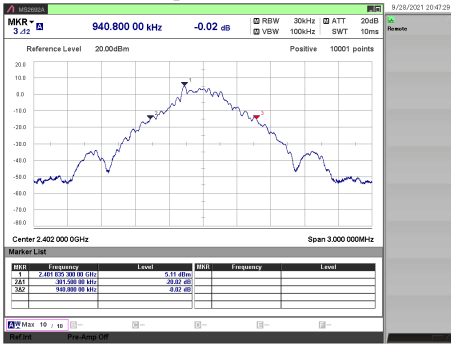 MS2692A
9/28/2021 20:47:29
MKR
3 Δ2
A
940.800 00 kHz
-0.02 dB
M RBW 30kHz
M VBW 100kHz
M ATT 20dB
SWT 10ms
Remote
Reference Level 20.00dBm
Positive 10001 points
20.0
10.0
0.0
-10.0
-20.0
-30.0
-40.0
-50.0
-60.0
-70.0
-80.0
1
2
3
Center 2.402 000 0GHz
Span 3.000 000MHz
Marker List
MKR Frequency Level MKR Frequency Level
1 2.401 835 300 00 GHz 5.11 dBm
2Δ1 -301.500 00 kHz
3Δ2 940.800 00 kHz -0.02 dB
A W Max 10 / 10
Ref.Int Pre-Amp Off